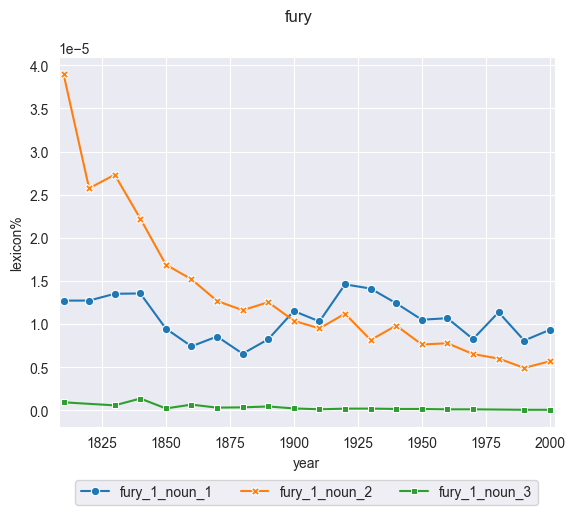 fury
1e−5
4.0
3.5
3.0
2.5
2.0
1.5
1.0
0.5
0.0
lexicon%
1825 1850 1875 1900 1925 1950 1975 2000
year
fury_1_noun_1 fury_1_noun_2 fury_1_noun_3